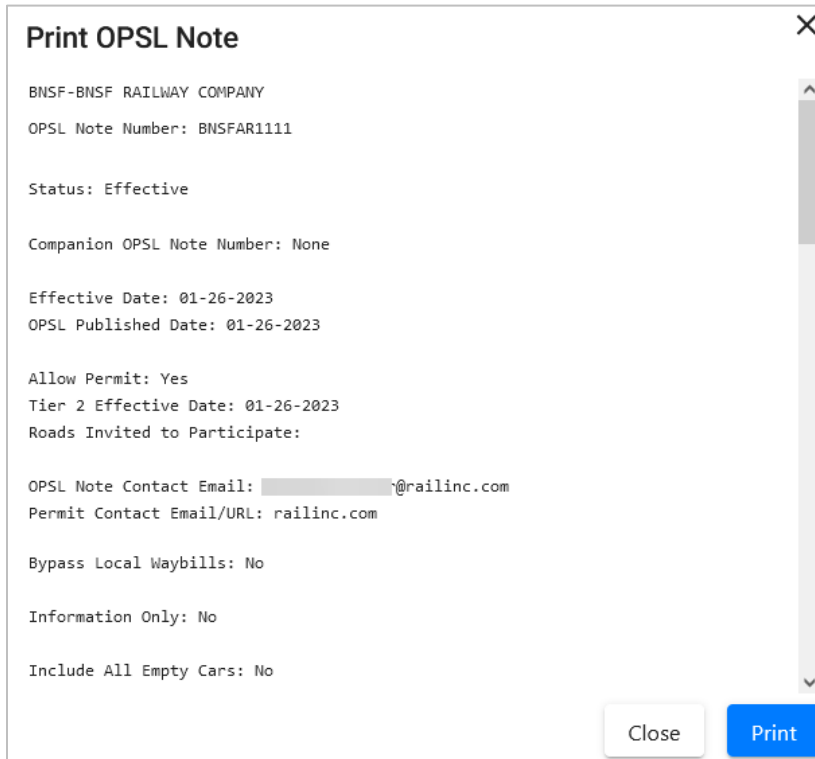 Print OPSL Note
BNSF-BNSF RAILWAY COMPANY
OPSL Note Number: BNSFAR1111
Status: Effective
Companion OPSL Note Number: None
Effective Date: 01-26-2023
OPSL Published Date: 01-26-2023
Allow Permit: Yes
Tier 2 Effective Date: 01-26-2023
Roads Invited to Participate:
OPSL Note Contact Email: @railinc.com
Permit Contact Email/URL: railinc.com
Bypass Local Waybills: No
Information Only: No
Include All Empty Cars: No
Close
Print